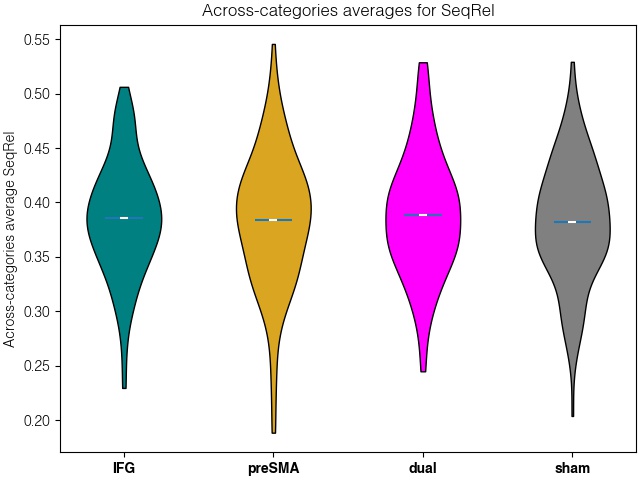 Across-categories averages for SeqRel
Across-categories average SeqRel
0.55
0.50
0.45
0.40
0.35
0.30
0.25
0.20
IFG preSMA dual sham